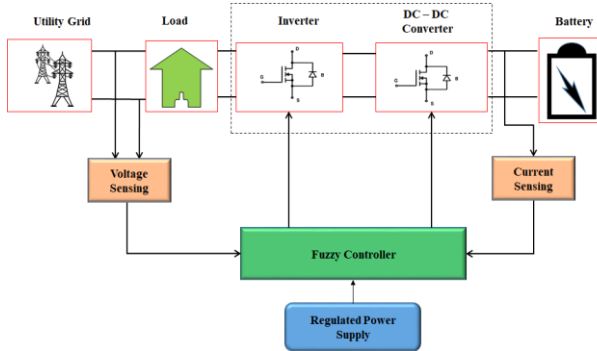 Utility Grid
Load
Inverter
DC – DC
Converter
Battery
D
G
S
B
D
G
S
B
Voltage
Sensing
Current
Sensing
Fuzzy Controller
Regulated Power
Supply